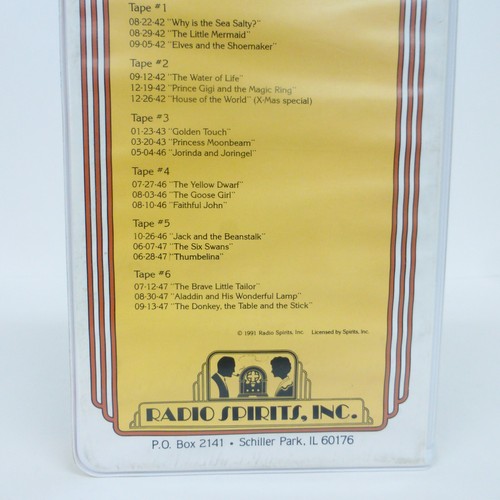 Tape #1
08-22-42 "Why is the Sea Salty?"
08-29-42 "The Little Mermaid"
09-05-42 "Elves and the Shoemaker"
Tape #2
09-12-42 "The Water of Life"
12-19-42 "Prince Gigi and the Magic Ring"
12-26-42 "House of the World" (X-Mas special)
Tape #3
01-23-43 "Golden Touch"
03-20-43 "Princess Moonbeam"
05-04-46 "Jorinda and Joringel"
Tape #4
07-27-46 "The Yellow Dwarf"
08-03-46 "The Goose Girl"
08-10-46 "Faithful John"
Tape #5
10-26-46 "Jack and the Beanstalk"
06-07-47 "The Six Swans"
06-28-47 "Thumbelina"
Tape #6
07-12-47 "The Brave Little Tailor"
08-30-47 "Aladdin and His Wonderful Lamp"
09-13-47 "The Donkey, the Table and the Stick"
© 1991 Radio Spirits, Inc. Licensed by Spirits, Inc.
RADIO SPIRITS, INC.
P.O. Box 2141 • Schiller Park, IL 60176